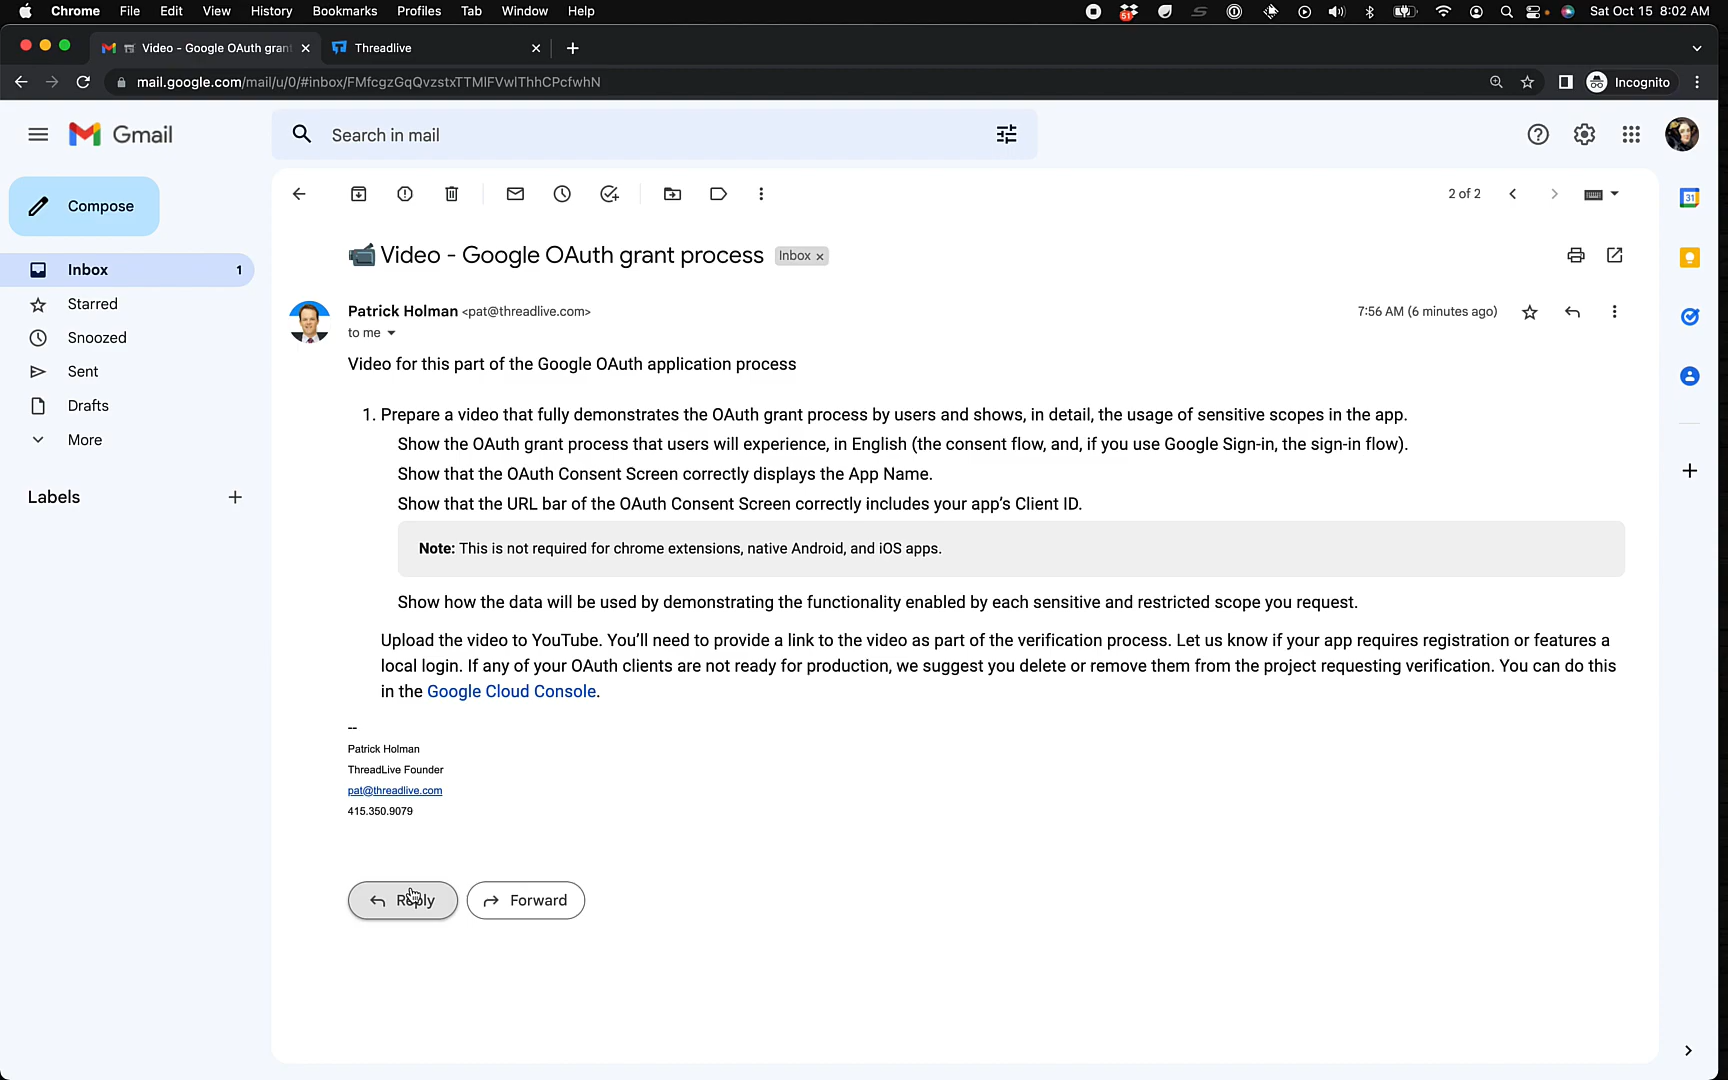 Chrome File Edit View History Bookmarks Profiles Tab Window Help
51
Sat Oct 15 8:02 AM
Video - Google OAuth gran
Threadlive
mail.google.com/mail/u/0/#inbox/FMfcgzGqQvzstxTTMlFVwlThhCPcfwhN
Incognito
Gmail
Search in mail
Compose
2 of 2
31
Video - Google OAuth grant process
Inbox ×
Inbox 1
Starred
Snoozed
Sent
Drafts
More
Labels
Patrick Holman <pat@threadlive.com>
7:56 AM (6 minutes ago)
to me
Video for this part of the Google OAuth application process
1. Prepare a video that fully demonstrates the OAuth grant process by users and shows, in detail, the usage of sensitive scopes in the app.
Show the OAuth grant process that users will experience, in English (the consent flow, and, if you use Google Sign-in, the sign-in flow).
Show that the OAuth Consent Screen correctly displays the App Name.
Show that the URL bar of the OAuth Consent Screen correctly includes your app's Client ID.
Note: This is not required for chrome extensions, native Android, and iOS apps.
Show how the data will be used by demonstrating the functionality enabled by each sensitive and restricted scope you request.
Upload the video to YouTube. You'll need to provide a link to the video as part of the verification process. Let us know if your app requires registration or features a
local login. If any of your OAuth clients are not ready for production, we suggest you delete or remove them from the project requesting verification. You can do this
in the Google Cloud Console.
--
Patrick Holman
ThreadLive Founder
pat@threadlive.com
415.350.9079
Reply
Forward